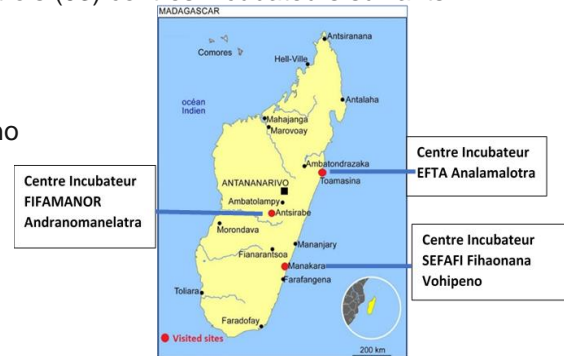 MADAGASCAR
Antsiranana
Comores
Hell-Ville
océan
Indien
Antalaha
Mahajanga
Marovoay
Ambatondrazaka
Toamasina
ANTANANARIVO
Ambatolampy
Antsirabe
Morondava
Mananjary
Fianarantsoa
Manakara
Farafangena
Toliara
Faradofay
Visited sites
200 km
Centre Incubateur
FIFAMANOR
Andranomanelatra
Centre Incubateur
EFTA Analamalotra
Centre Incubateur
SEFAFI Fihaonana
Vohipeno